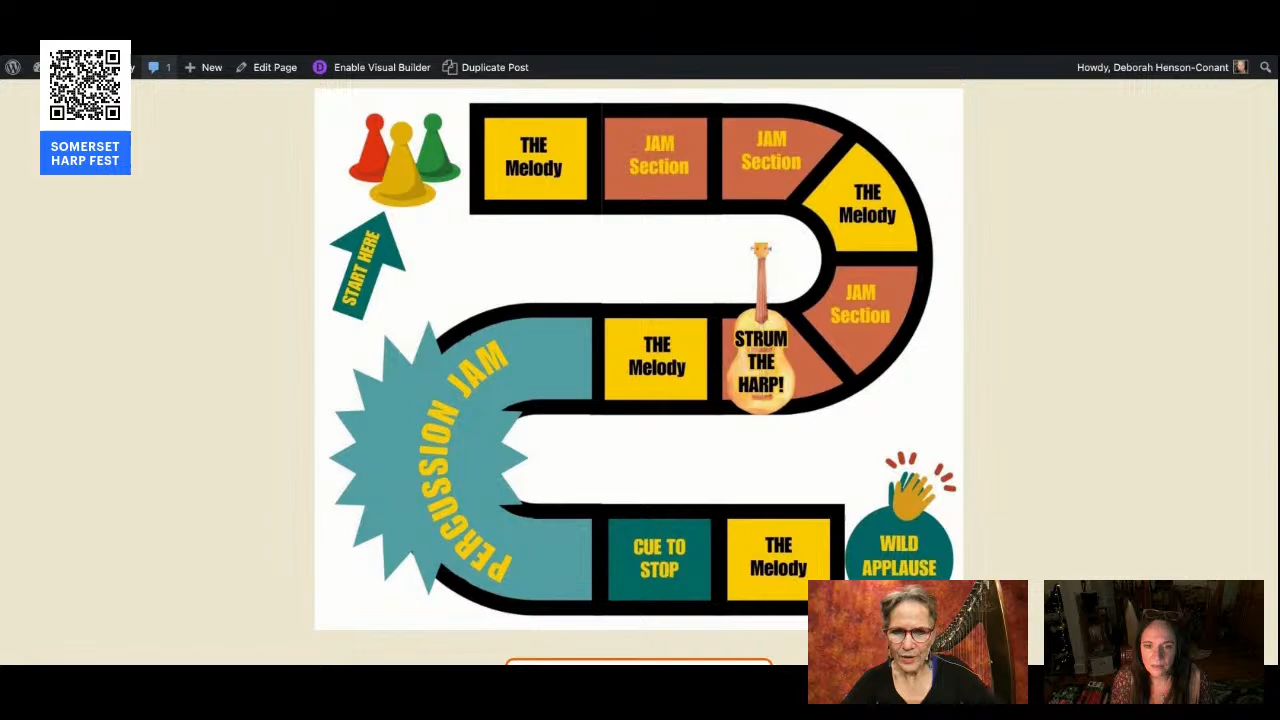 1
New
Edit Page
Enable Visual Builder
Duplicate Post
Howdy, Deborah Henson-Conant
SOMERSET
HARP FEST
START HERE
THE
Melody
JAM
Section
JAM
Section
THE
Melody
JAM
Section
STRUM
THE
HARP!
THE
Melody
PERCUSSION JAM
CUE TO
STOP
THE
Melody
WILD
APPLAUSE